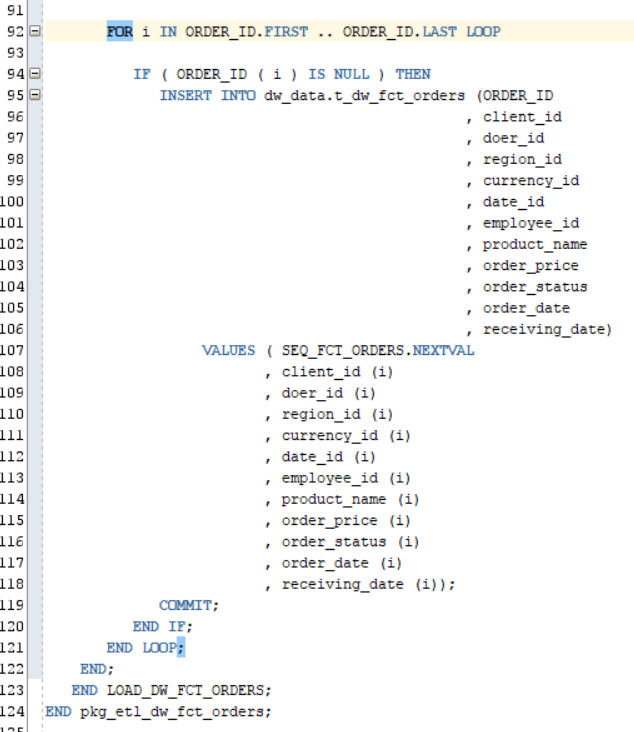 91
92 FOR i IN ORDER_ID.FIRST .. ORDER_ID.LAST LOOP
93
94 IF ( ORDER_ID ( i ) IS NULL ) THEN
95 INSERT INTO dw_data.t_dw_fct_orders (ORDER_ID
96 , client_id
97 , doer_id
98 , region_id
99 , currency_id
100 , date_id
101 , employee_id
102 , product_name
103 , order_price
104 , order_status
105 , order_date
106 , receiving_date)
107 VALUES ( SEQ_FCT_ORDERS.NEXTVAL
108 , client_id (i)
109 , doer_id (i)
110 , region_id (i)
111 , currency_id (i)
112 , date_id (i)
113 , employee_id (i)
114 , product_name (i)
115 , order_price (i)
116 , order_status (i)
117 , order_date (i)
118 , receiving_date (i));
119 COMMIT;
120 END IF;
121 END LOOP;
122 END;
123 END LOAD_DW_FCT_ORDERS;
124 END pkg_etl_dw_fct_orders;